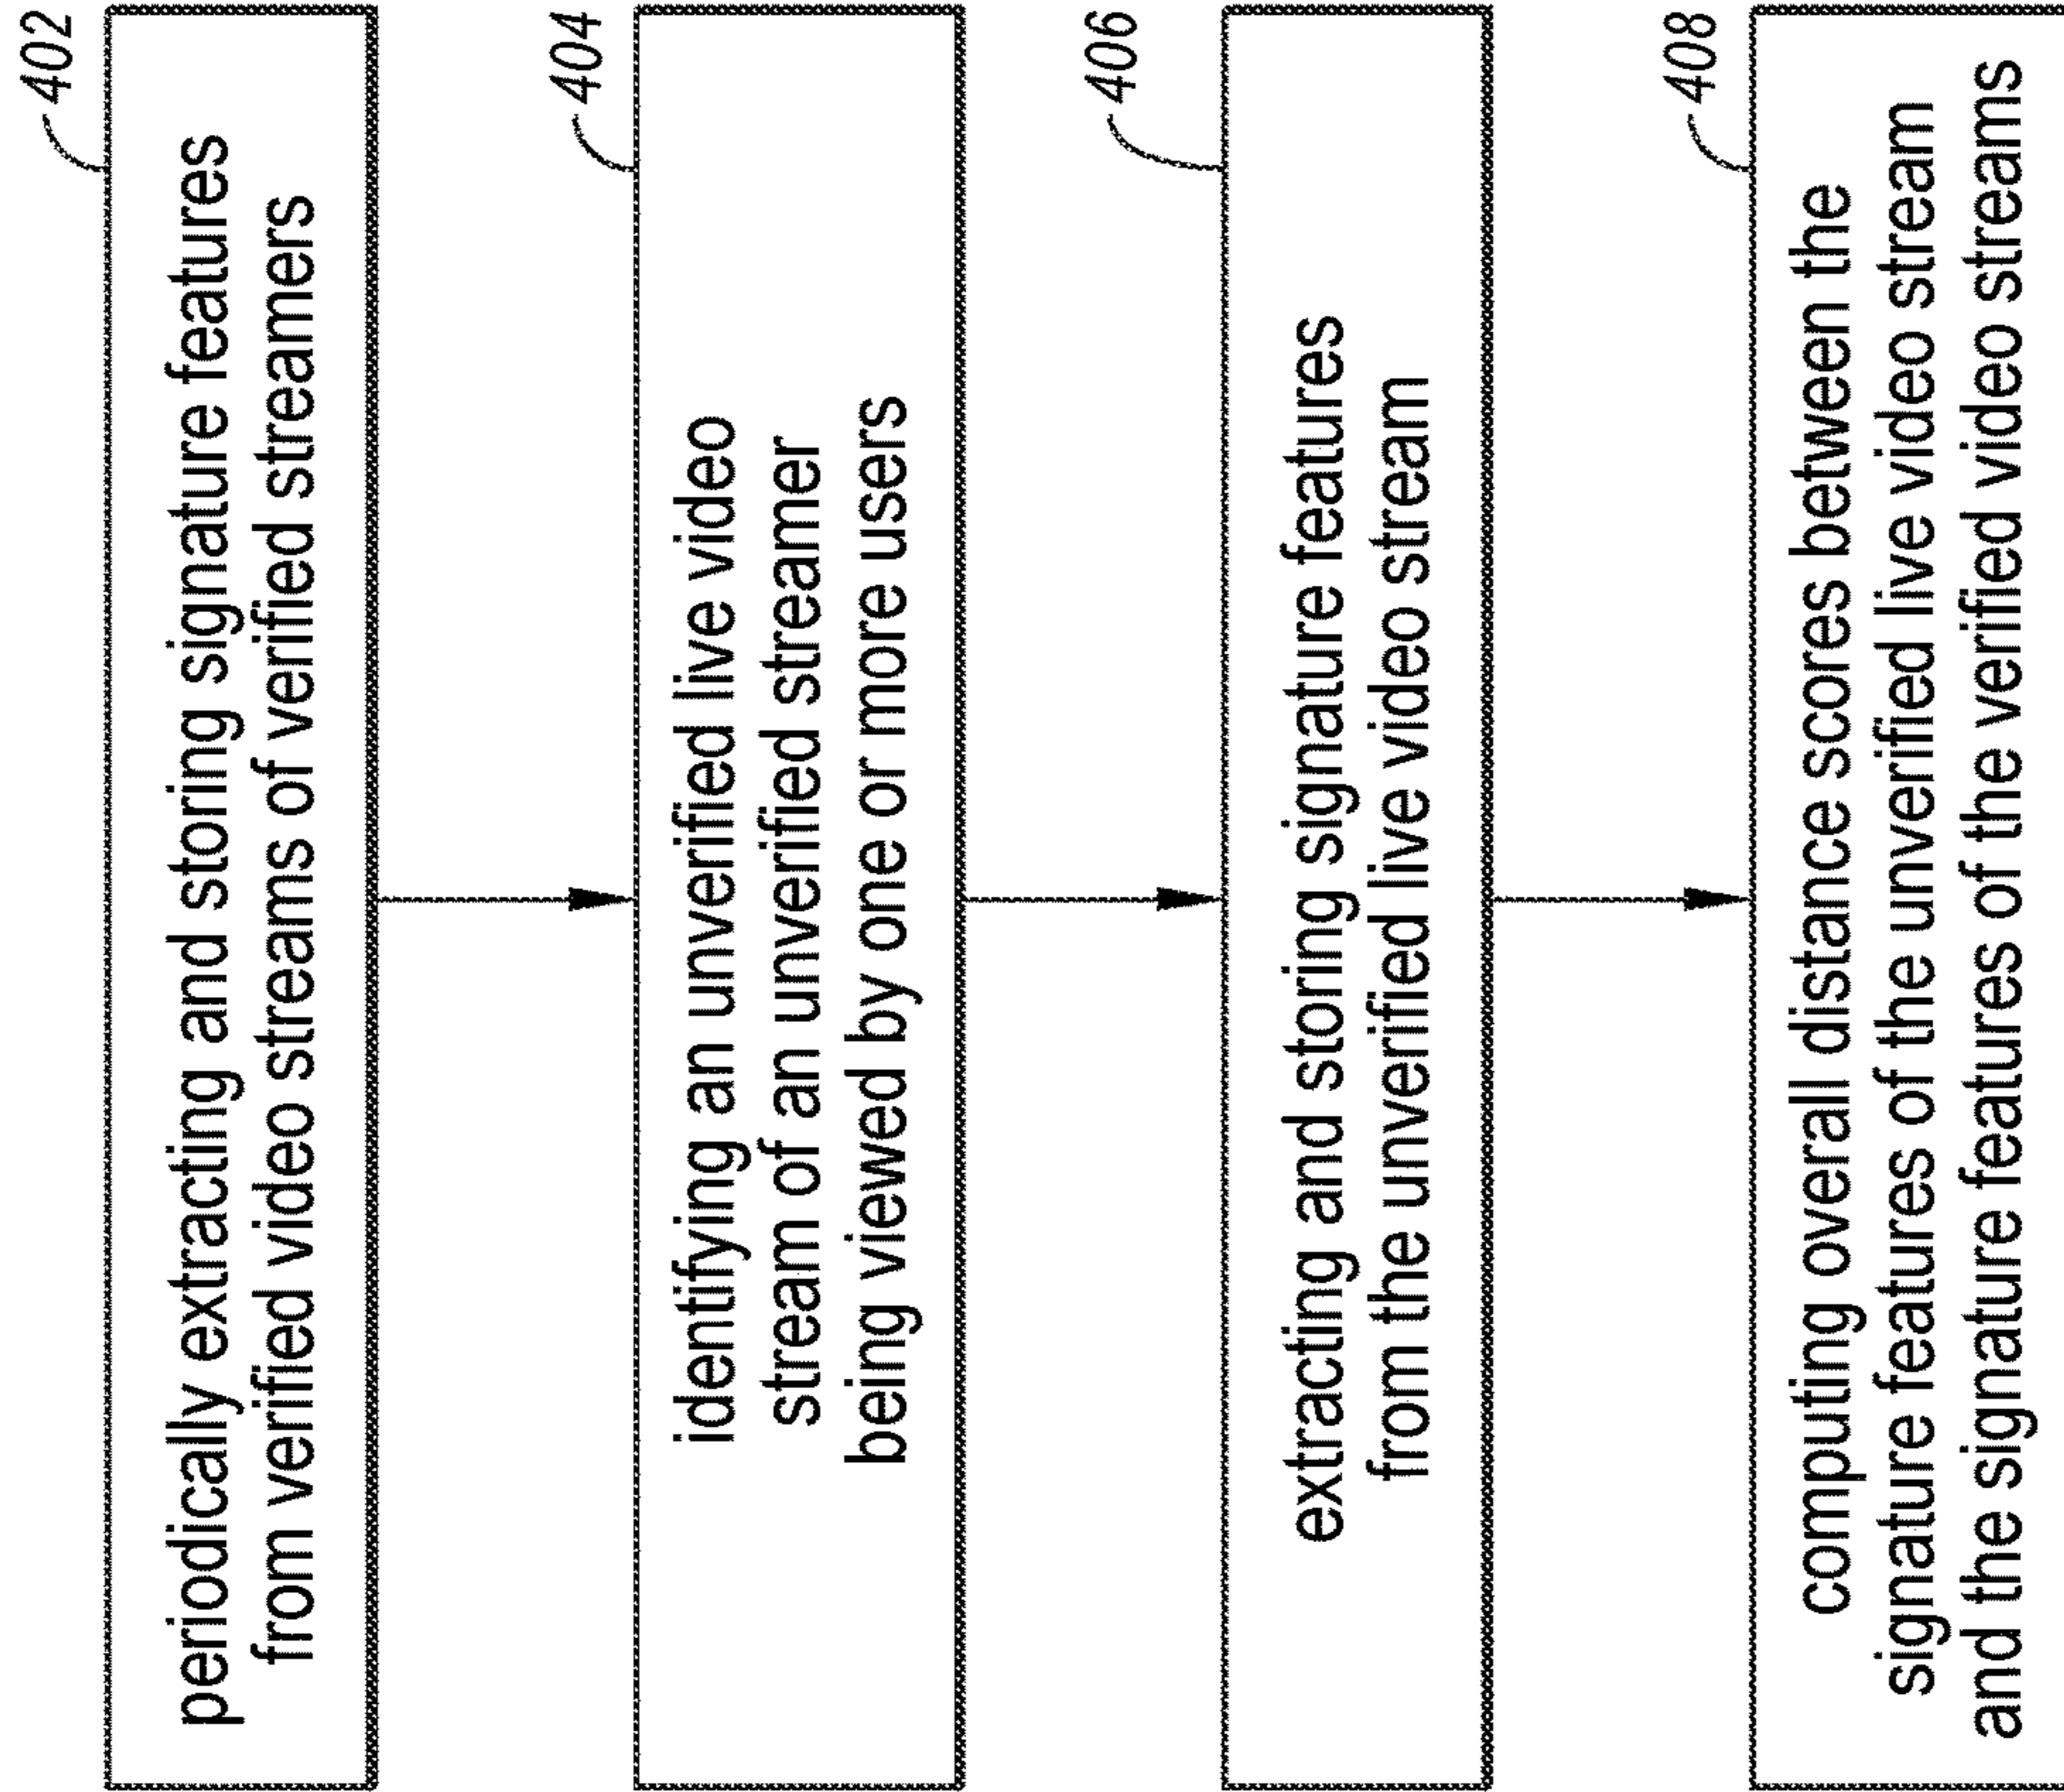 402
periodically extracting and storing signature features
from verified video streams of verified streamers
404
identifying an unverified live video
stream of an unverified streamer
being viewed by one or more users
406
extracting and storing signature features
from the unverified live video stream
408
computing overall distance scores between the
signature features of the unverified live video stream
and the signature features of the verified video streams